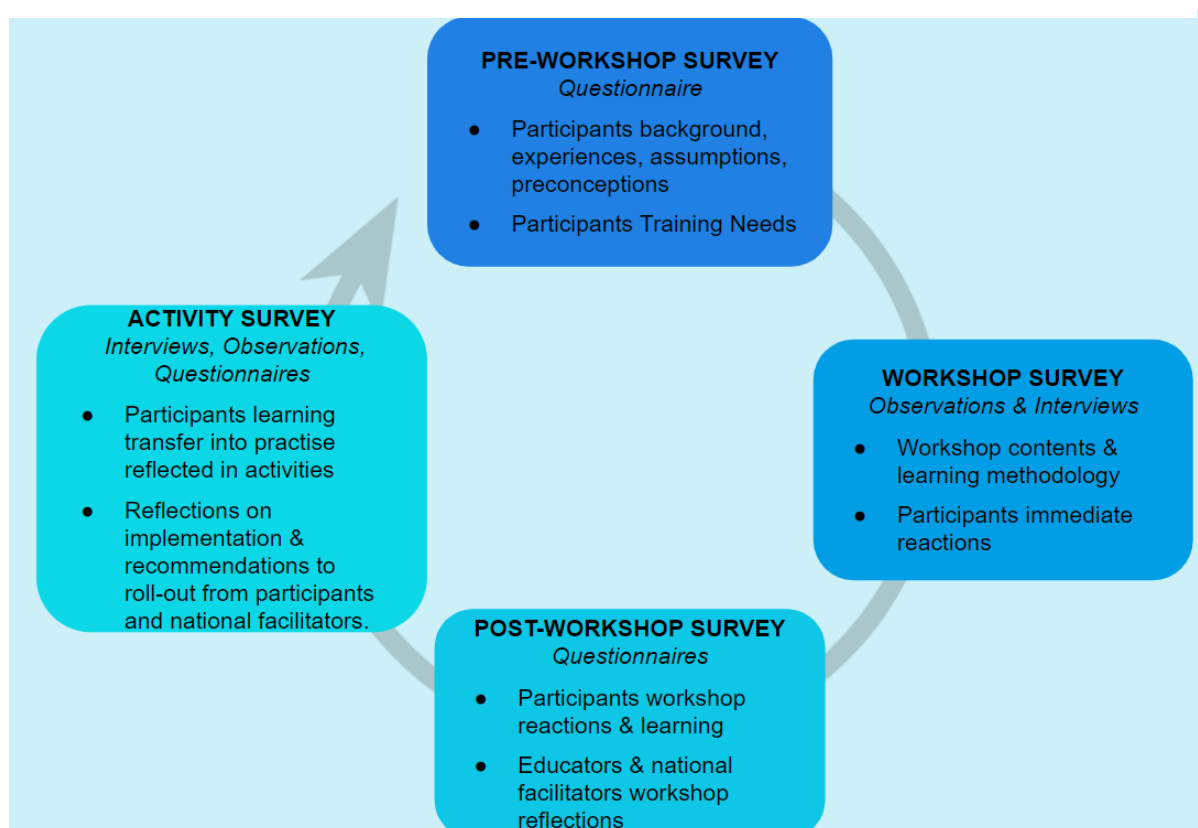 PRE-WORKSHOP SURVEY
Questionnaire
● Participants background,
experiences, assumptions,
preconceptions
● Participants Training Needs
WORKSHOP SURVEY
Observations & Interviews
● Workshop contents &
learning methodology
● Participants immediate
reactions
POST-WORKSHOP SURVEY
Questionnaires
● Participants workshop
reactions & learning
● Educators & national
facilitators workshop
reflections
ACTIVITY SURVEY
Interviews, Observations,
Questionnaires
● Participants learning
transfer into practise
reflected in activities
● Reflections on
implementation &
recommendations to
roll-out from participants
and national facilitators.